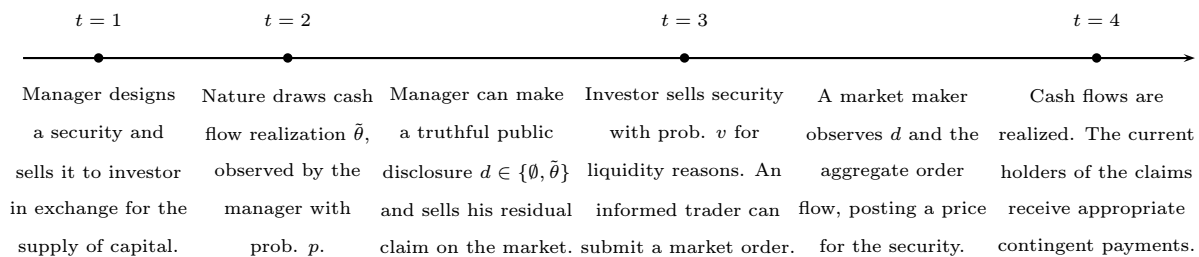 t = 1
t = 2
t = 3
t = 4
Manager designs
a security and
sells it to investor
in exchange for the
supply of capital.
Nature draws cash
flow realization θ̃,
observed by the
manager with
prob. p.
Manager can make
a truthful public
disclosure d ∈ {∅, θ̃}
and sells his residual
claim on the market.
Investor sells security
with prob. v for
liquidity reasons. An
informed trader can
submit a market order.
A market maker
observes d and the
aggregate order
flow, posting a price
for the security.
Cash flows are
realized. The current
holders of the claims
receive appropriate
contingent payments.